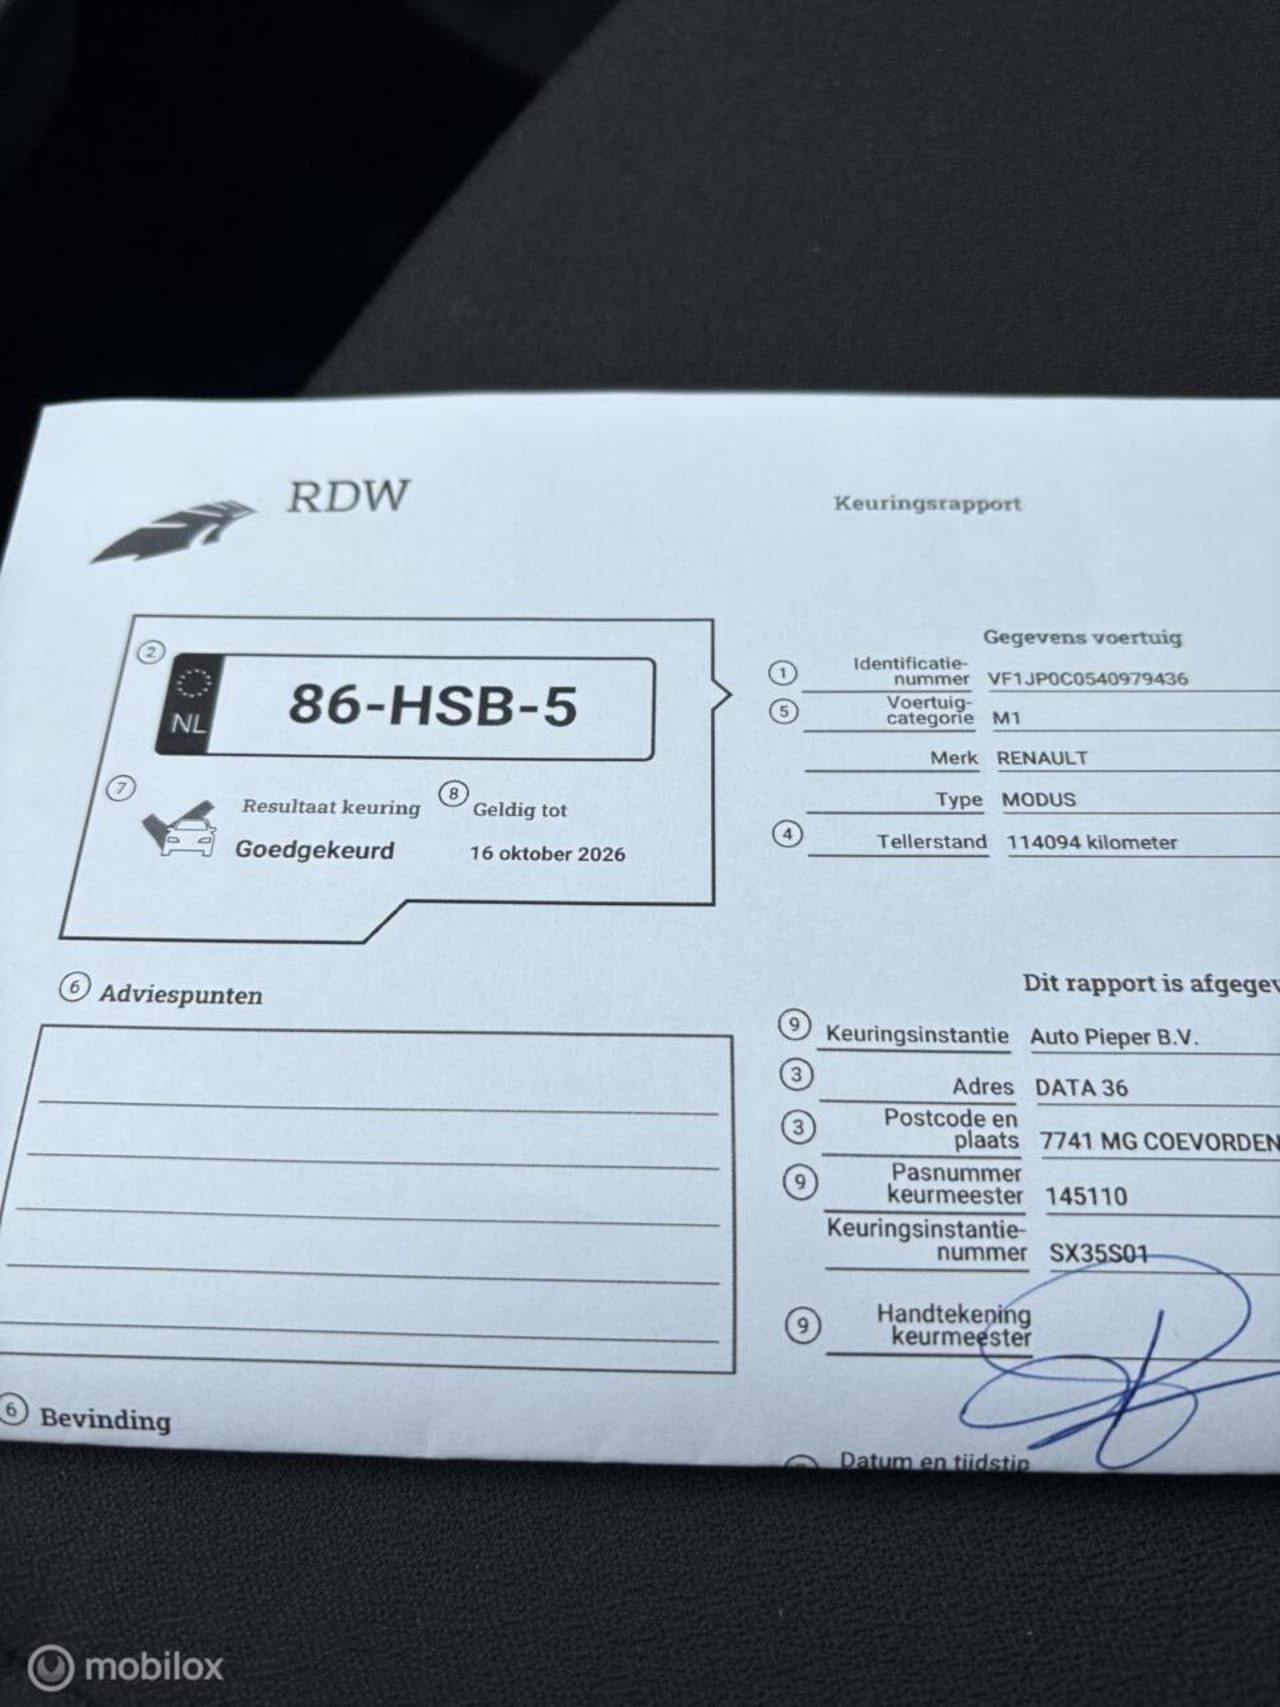 RDW
Keuringsrapport
2
NL
86-HSB-5
7
Resultaat keuring
Goedgekeurd
8
Geldig tot
16 oktober 2026
Gegevens voertuig
1 Identificatie-
nummer VF1JP0C0540979436
5 Voertuig-
categorie M1
Merk RENAULT
Type MODUS
4 Tellerstand 114094 kilometer
6 Adviespunten
Dit rapport is afgegev
9 Keuringsinstantie Auto Pieper B.V.
3 Adres DATA 36
3 Postcode en
plaats 7741 MG COEVORDEN
9 Pasnummer
keurmeester 145110
Keuringsinstantie-
nummer SX35S01
9 Handtekening
keurmeester
6 Bevinding
Datum en tijdstip
mobilox